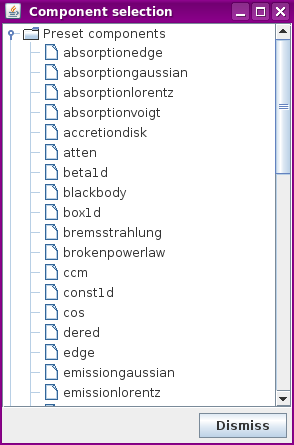 Component selection
Preset components
absorptionedge
absorptiongaussian
absorptionlorentz
absorptionvoigt
accretiondisk
atten
beta1d
blackbody
box1d
bremsstrahlung
brokenpowerlaw
ccm
const1d
cos
dered
edge
emissiongaussian
emissionlorentz
Dismiss